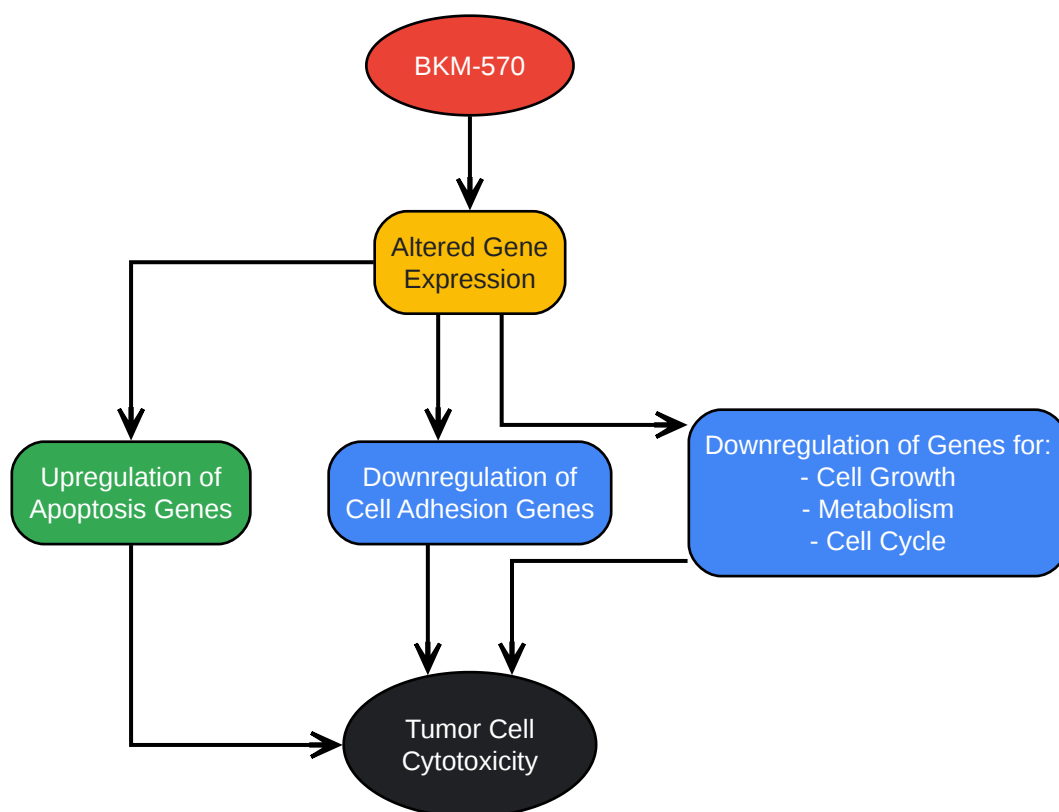 BKM-570
Altered Gene
Expression
Upregulation of
Apoptosis Genes
Downregulation of
Cell Adhesion Genes
Downregulation of Genes for:
- Cell Growth
- Metabolism
- Cell Cycle
Tumor Cell
Cytotoxicity